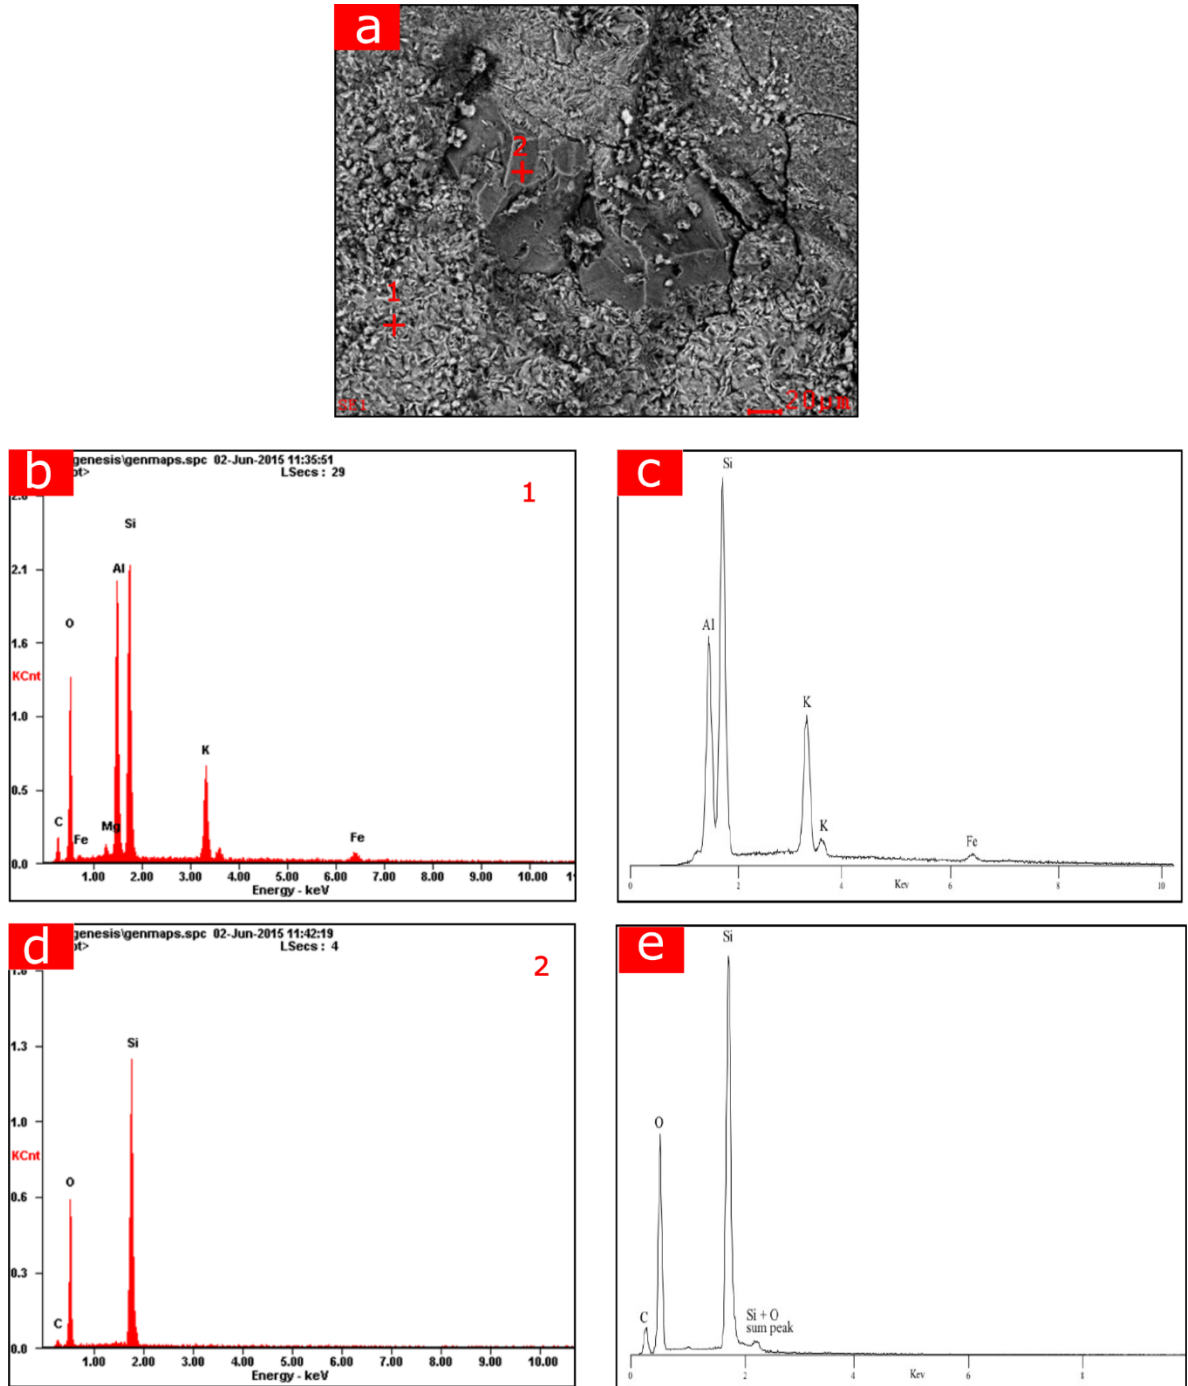 a
2
1
SEI
20µm
b
genesis\genmaps.spc 02-Jun-2015 11:35:51
LSecs : 29
1
Si
2.1
Al
O
1.6
KCnt
1.0
K
0.5
C
Fe
Mg
Fe
0.0
1.00 2.00 3.00 4.00 5.00 6.00 7.00 8.00 9.00 10.00
Energy - keV
c
Si
Al
K
K
Fe
0 2 4 6 8 10
Kev
d
genesis\genmaps.spc 02-Jun-2015 11:42:19
LSecs : 4
2
1.3
Si
1.0
KCnt
O
0.6
0.3
C
0.0
1.00 2.00 3.00 4.00 5.00 6.00 7.00 8.00 9.00 10.00
Energy - keV
e
Si
O
C
Si + O
sum peak
0 2 4 6 8
Kev